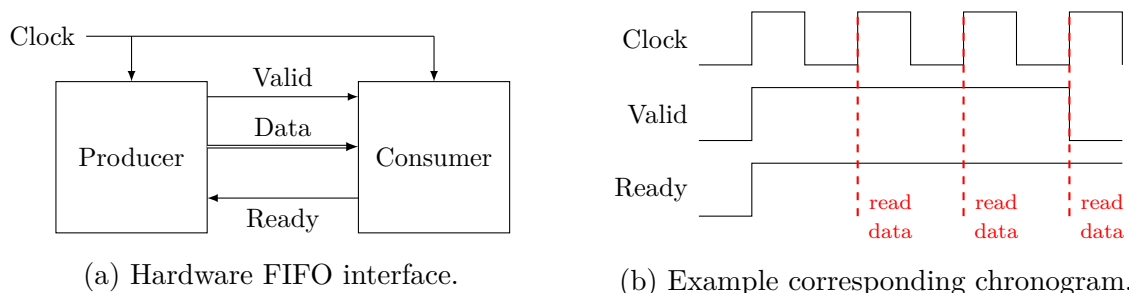 Clock
Valid
Data
Producer
Consumer
Ready
(a) Hardware FIFO interface.
Clock
Valid
Ready
read data
read data
read data
(b) Example corresponding chronogram.